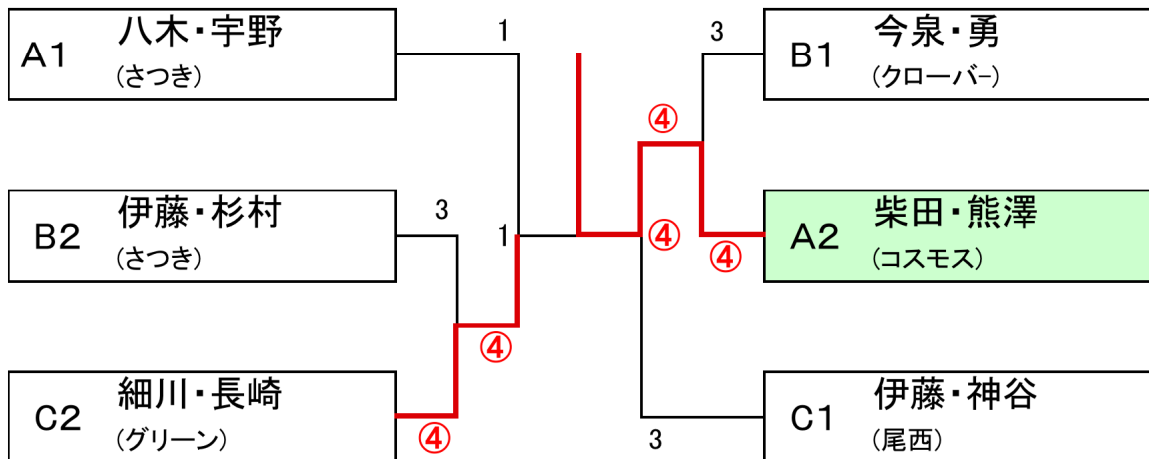 A1 八木・宇野
(さつき)
1
B2 伊藤・杉村
(さつき)
3
1
④
C2 細川・長崎
(グリーン)
④
3
B1 今泉・勇
(クローバー)
④
A2 柴田・熊澤
(コスモス)
④
④
C1 伊藤・神谷
(尾西)
3